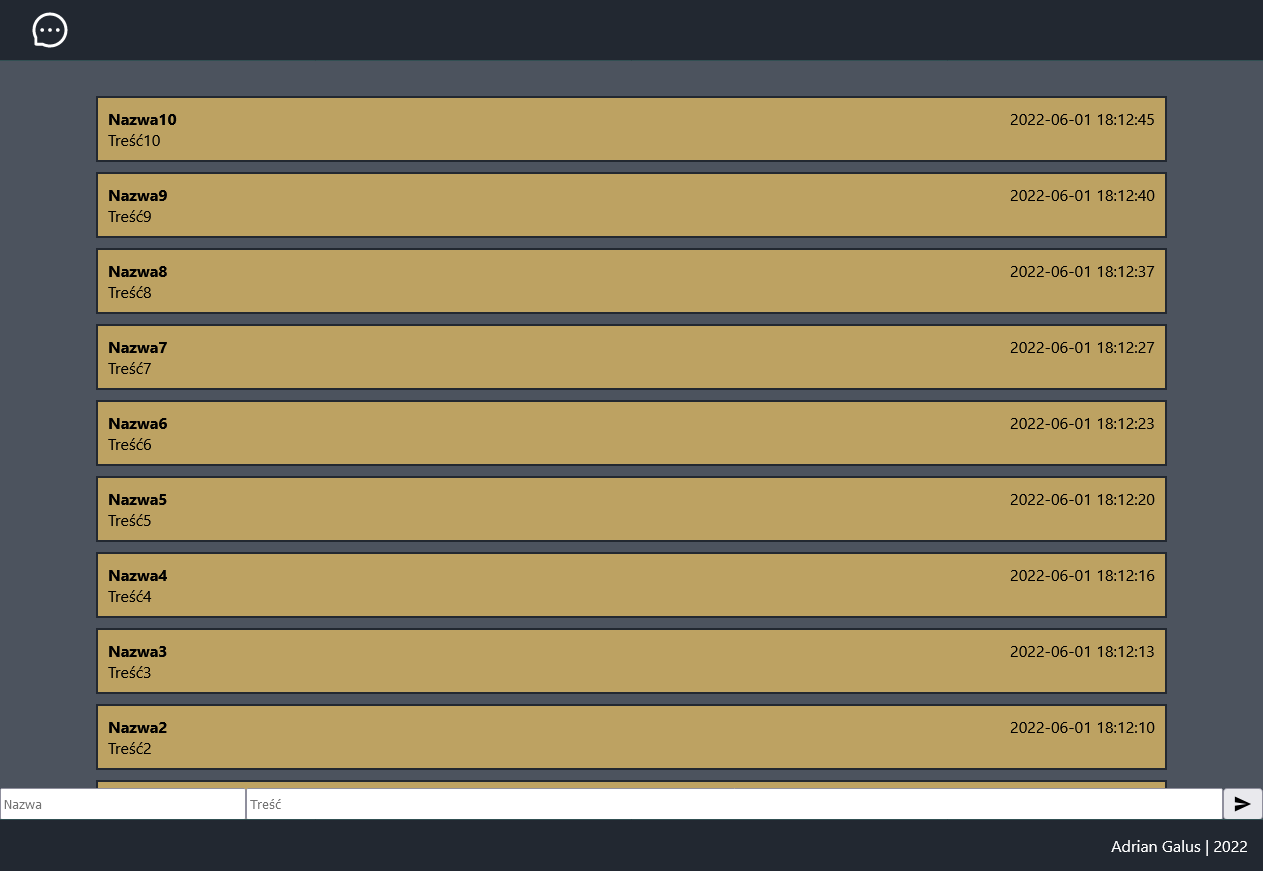 Nazwa10 2022-06-01 18:12:45
Treść10
Nazwa9 2022-06-01 18:12:40
Treść9
Nazwa8 2022-06-01 18:12:37
Treść8
Nazwa7 2022-06-01 18:12:27
Treść7
Nazwa6 2022-06-01 18:12:23
Treść6
Nazwa5 2022-06-01 18:12:20
Treść5
Nazwa4 2022-06-01 18:12:16
Treść4
Nazwa3 2022-06-01 18:12:13
Treść3
Nazwa2 2022-06-01 18:12:10
Treść2
Nazwa Treść
Adrian Galus | 2022